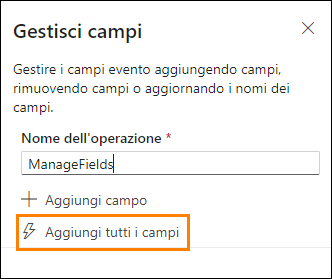 Gestisci campi
Gestire i campi evento aggiungendo campi,
rimuovendo campi o aggiornando i nomi dei
campi.
Nome dell'operazione *
ManageFields
Aggiungi campo
Aggiungi tutti i campi